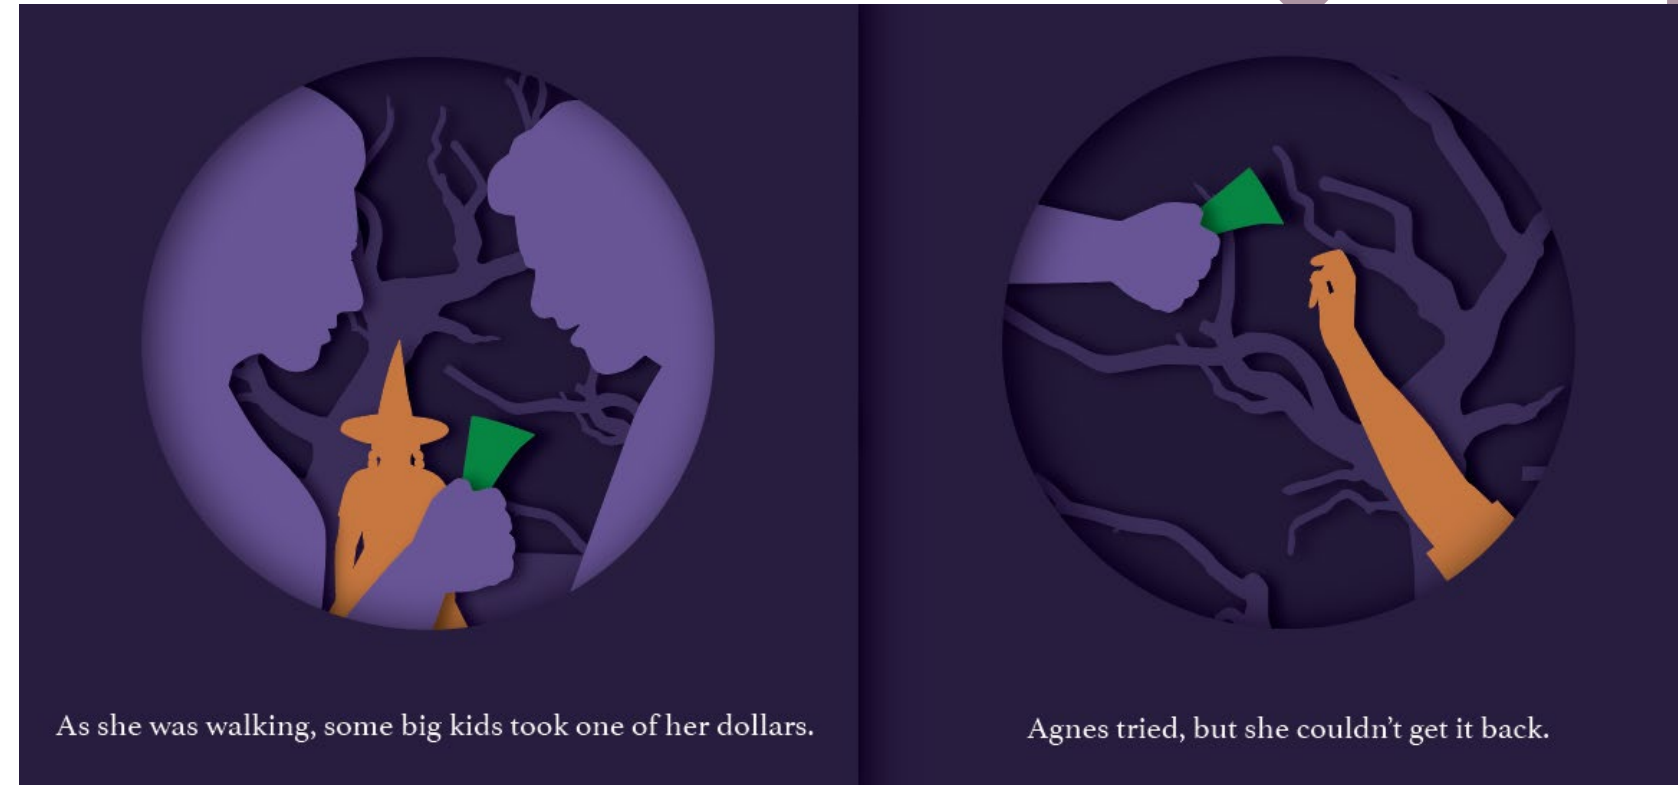 As she was walking, some big kids took one of her dollars.
Agnes tried, but she couldn’t get it back.